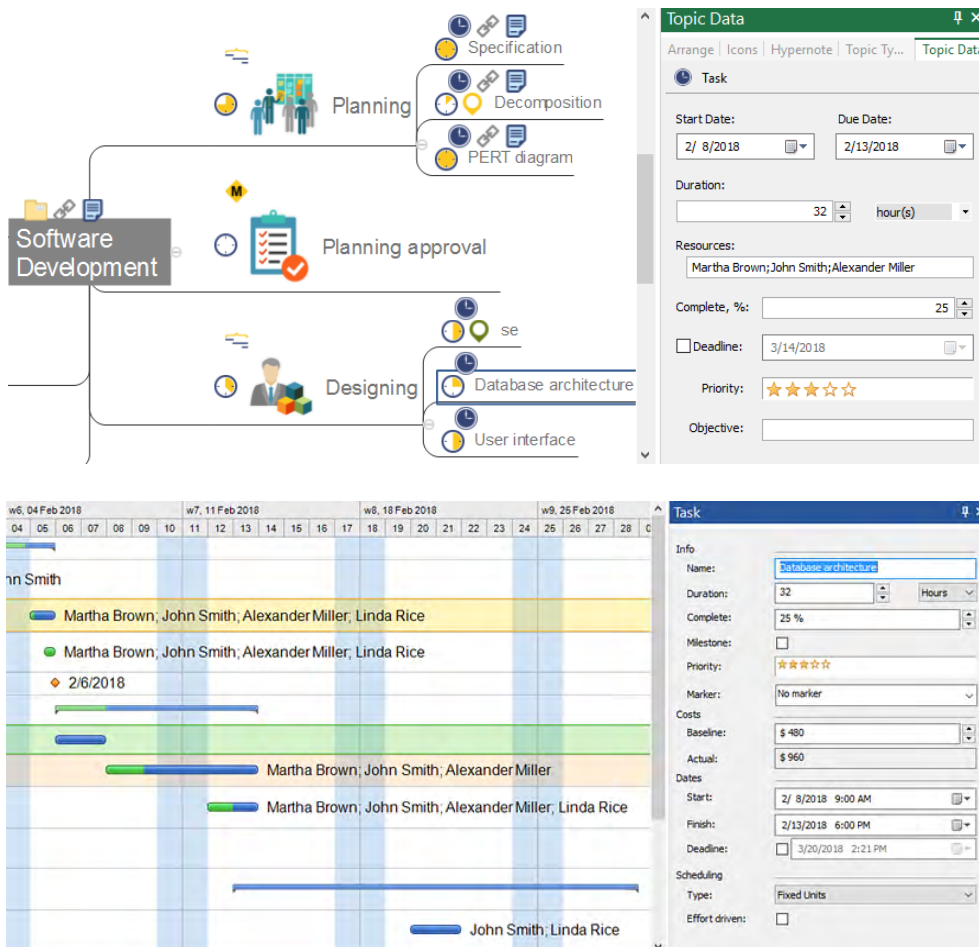 Topic Data
Arrange | Icons | Hypernote | Topic Ty... | Topic Data
Task
Start Date:
Due Date:
2/ 8/2018
2/13/2018
Duration:
32
hour(s)
Resources:
Martha Brown;John Smith;Alexander Miller
Complete, %:
25
Deadline:
3/14/2018
Priority:
Objective:
Specification
Planning
Decomposition
PERT diagram
M
Software
Development
Planning approval
se
Designing
Database architecture
User interface
w6, 04 Feb 2018
w7, 11 Feb 2018
w8, 18 Feb 2018
w9, 25 Feb 2018
04 05 06 07 08 09 10 11 12 13 14 15 16 17 18 19 20 21 22 23 24 25 26 27 28
Smith
Martha Brown; John Smith; Alexander Miller; Linda Rice
Martha Brown; John Smith; Alexander Miller; Linda Rice
2/6/2018
Martha Brown; John Smith; Alexander Miller
Martha Brown; John Smith; Alexander Miller; Linda Rice
John Smith; Linda Rice
Task
Info
Name:
Database architecture
Duration:
32
Hours
Complete:
25 %
Milestone:
Priority:
Marker:
No marker
Costs
Baseline:
$ 480
Actual:
$ 960
Dates
Start:
2/ 8/2018 9:00 AM
Finish:
2/13/2018 6:00 PM
Deadline:
3/20/2018 2:21 PM
Scheduling
Type:
Fixed Units
Effort driven: